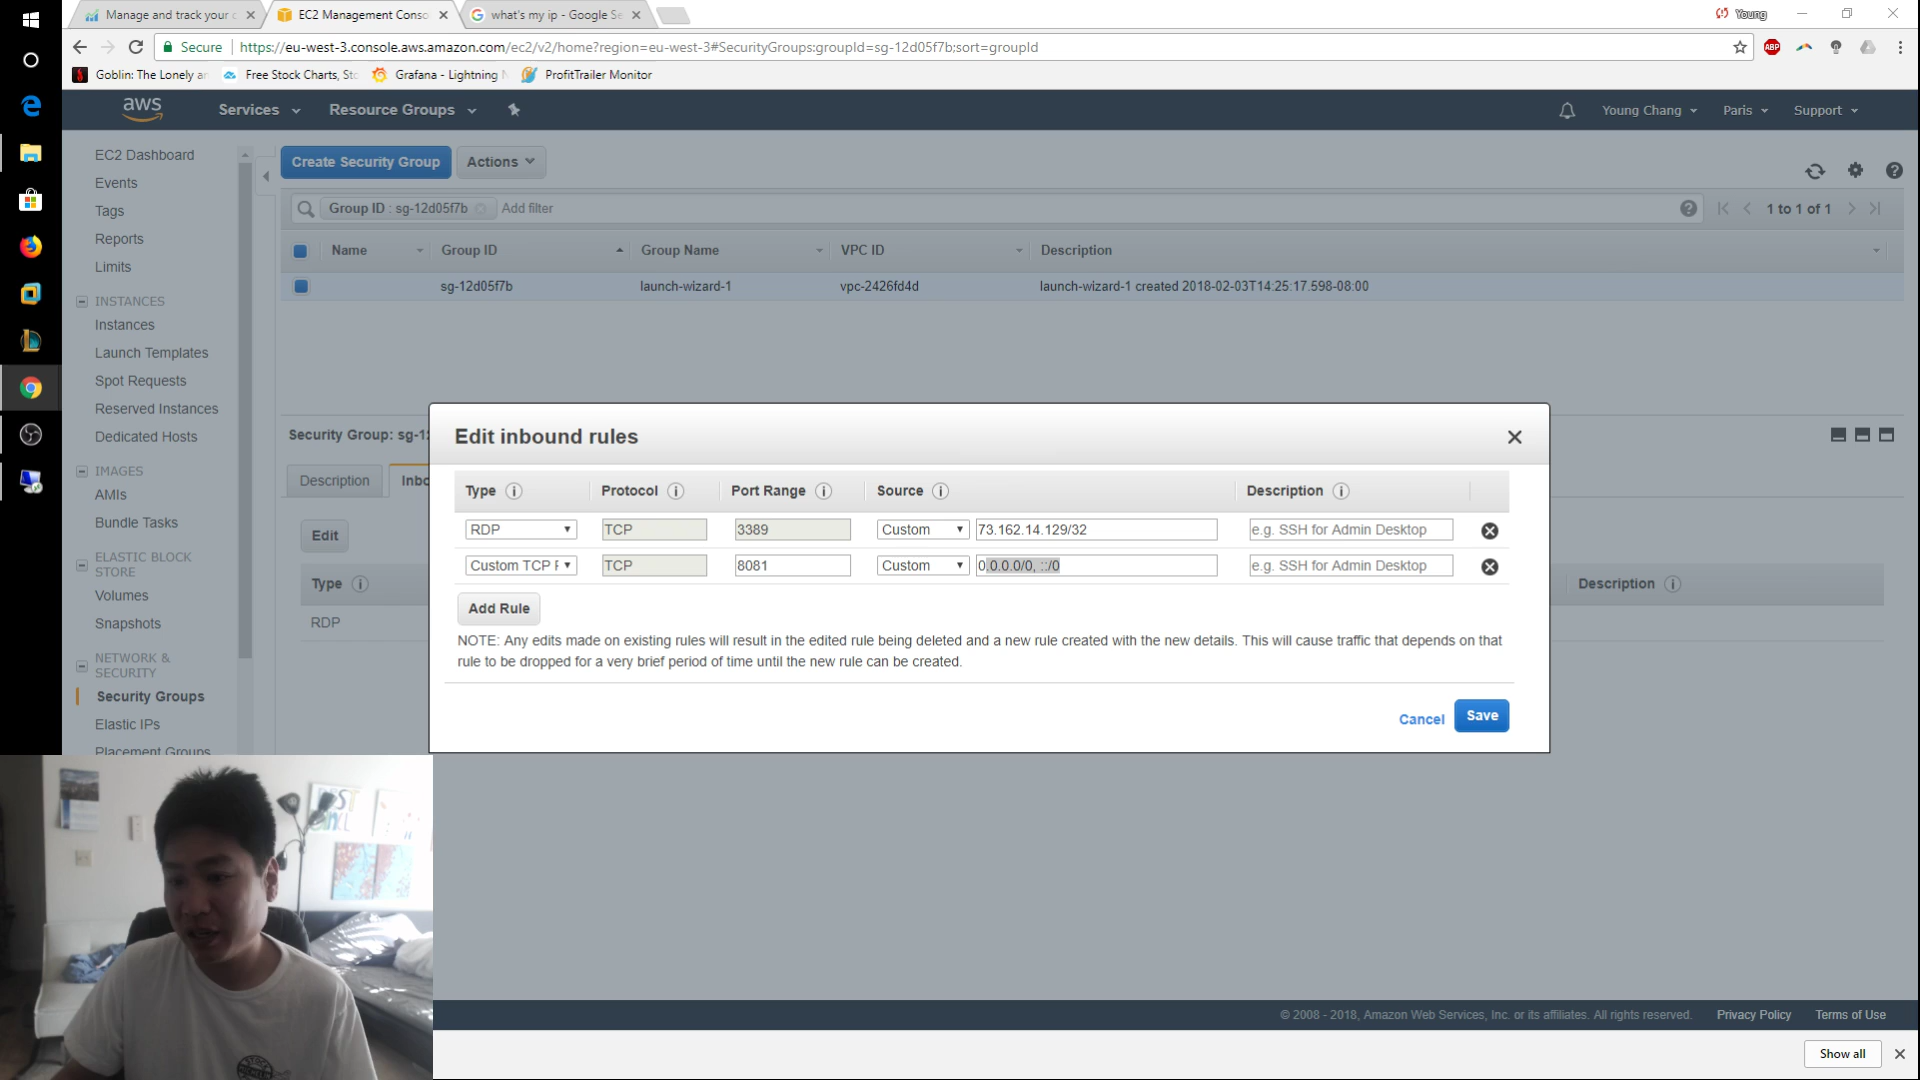 Manage and track your c
EC2 Management Conso
what's my ip - Google Se
Young
Secure
https://eu-west-3.console.aws.amazon.com/ec2/v2/home?region=eu-west-3#SecurityGroups:groupId=sg-12d05f7b;sort=groupId
ABP
Goblin: The Lonely an
Free Stock Charts, Sto
Grafana - Lightning N
ProfitTrailer Monitor
aws
Services
Resource Groups
Young Chang
Paris
Support
EC2 Dashboard
Events
Tags
Reports
Limits
INSTANCES
Instances
Launch Templates
Spot Requests
Reserved Instances
Dedicated Hosts
IMAGES
AMIs
Bundle Tasks
ELASTIC BLOCK
STORE
Volumes
Snapshots
NETWORK &
SECURITY
Security Groups
Elastic IPs
Placement Groups
Create Security Group
Actions
Group ID : sg-12d05f7b
Add filter
1 to 1 of 1
Name
Group ID
Group Name
VPC ID
Description
sg-12d05f7b
launch-wizard-1
vpc-2426fd4d
launch-wizard-1 created 2018-02-03T14:25:17.598-08:00
Security Group: sg-1
Description
Inbo
Edit
Type
Description
RDP
Edit inbound rules
Type
Protocol
Port Range
Source
Description
RDP
TCP
3389
Custom
73.162.14.129/32
e.g. SSH for Admin Desktop
Custom TCP F
TCP
8081
Custom
0.0.0.0/0, ::/0
e.g. SSH for Admin Desktop
Add Rule
NOTE: Any edits made on existing rules will result in the edited rule being deleted and a new rule created with the new details. This will cause traffic that depends on that
rule to be dropped for a very brief period of time until the new rule can be created.
Cancel
Save
© 2008 - 2018, Amazon Web Services, Inc. or its affiliates. All rights reserved.
Privacy Policy
Terms of Use
Show all